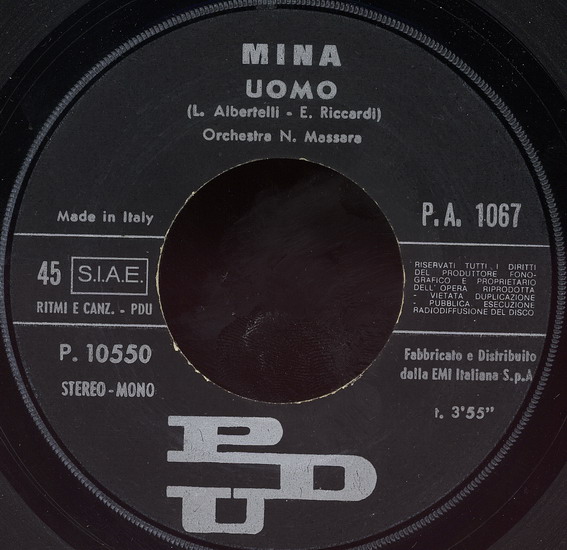 MINA
UOMO
(L. Albertelli - E. Riccardi)
Orchestra N. Massara
Made in Italy
P.A. 1067
45 S.I.A.E.
RITMI E CANZ. - PDU
RISERVATI TUTTI I DIRITTI
DEL PRODUTTORE FONO-
GRAFICO E PROPRIETARIO
DELL'OPERA RIPRODOTTA
- VIETATA DUPLICAZIONE
- PUBBLICA ESECUZIONE
RADIODIFFUSIONE DEL DISCO
P. 10550
STEREO - MONO
Fabbricato e Distribuito
dalla EMI Italiana S.p.A
t. 3'55"
PDU